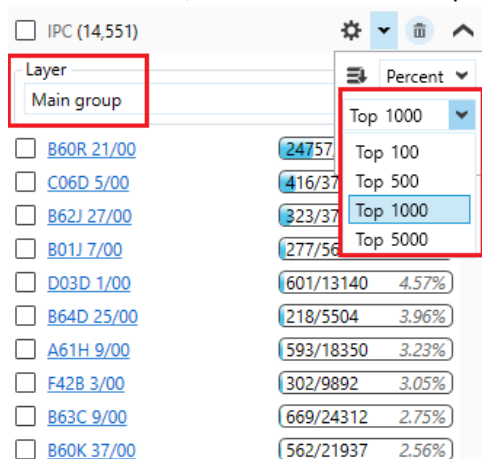 IPC (14,551)
Layer
Percent
Main group
Top 1000
Top 100
Top 500
Top 1000
Top 5000
B60R 21/00
C06D 5/00
B62J 27/00
B01J 7/00
D03D 1/00 601/13140 4.57%
B64D 25/00 218/5504 3.96%
A61H 9/00 593/18350 3.23%
F42B 3/00 302/9892 3.05%
B63C 9/00 669/24312 2.75%
B60K 37/00 562/21937 2.56%